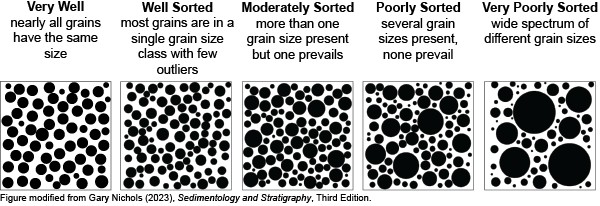 Very Well
nearly all grains
have the same
size
Well Sorted
most grains are in a
single grain size
class with few
outliers
Moderately Sorted
more than one
grain size present
but one prevails
Poorly Sorted
several grain
sizes present,
none prevail
Very Poorly Sorted
wide spectrum of
different grain sizes
Figure modified from Gary Nichols (2023), Sedimentology and Stratigraphy, Third Edition.